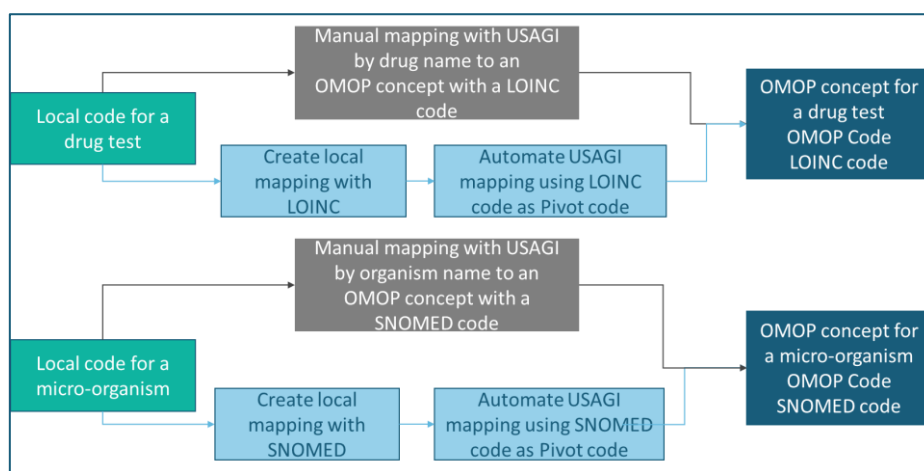 Manual mapping with USAGI
by drug name to an
OMOP concept with a LOINC
code
Local code for a
drug test
Create local
mapping with
LOINC
Automate USAGI
mapping using LOINC
code as Pivot code
OMOP concept for
a drug test
OMOP Code
LOINC code
Manual mapping with USAGI
by organism name to an
OMOP concept with a
SNOMED code
Local code for a
micro-organism
Create local
mapping with
SNOMED
Automate USAGI
mapping using SNOMED
code as Pivot code
OMOP concept for
a micro-organism
OMOP Code
SNOMED code